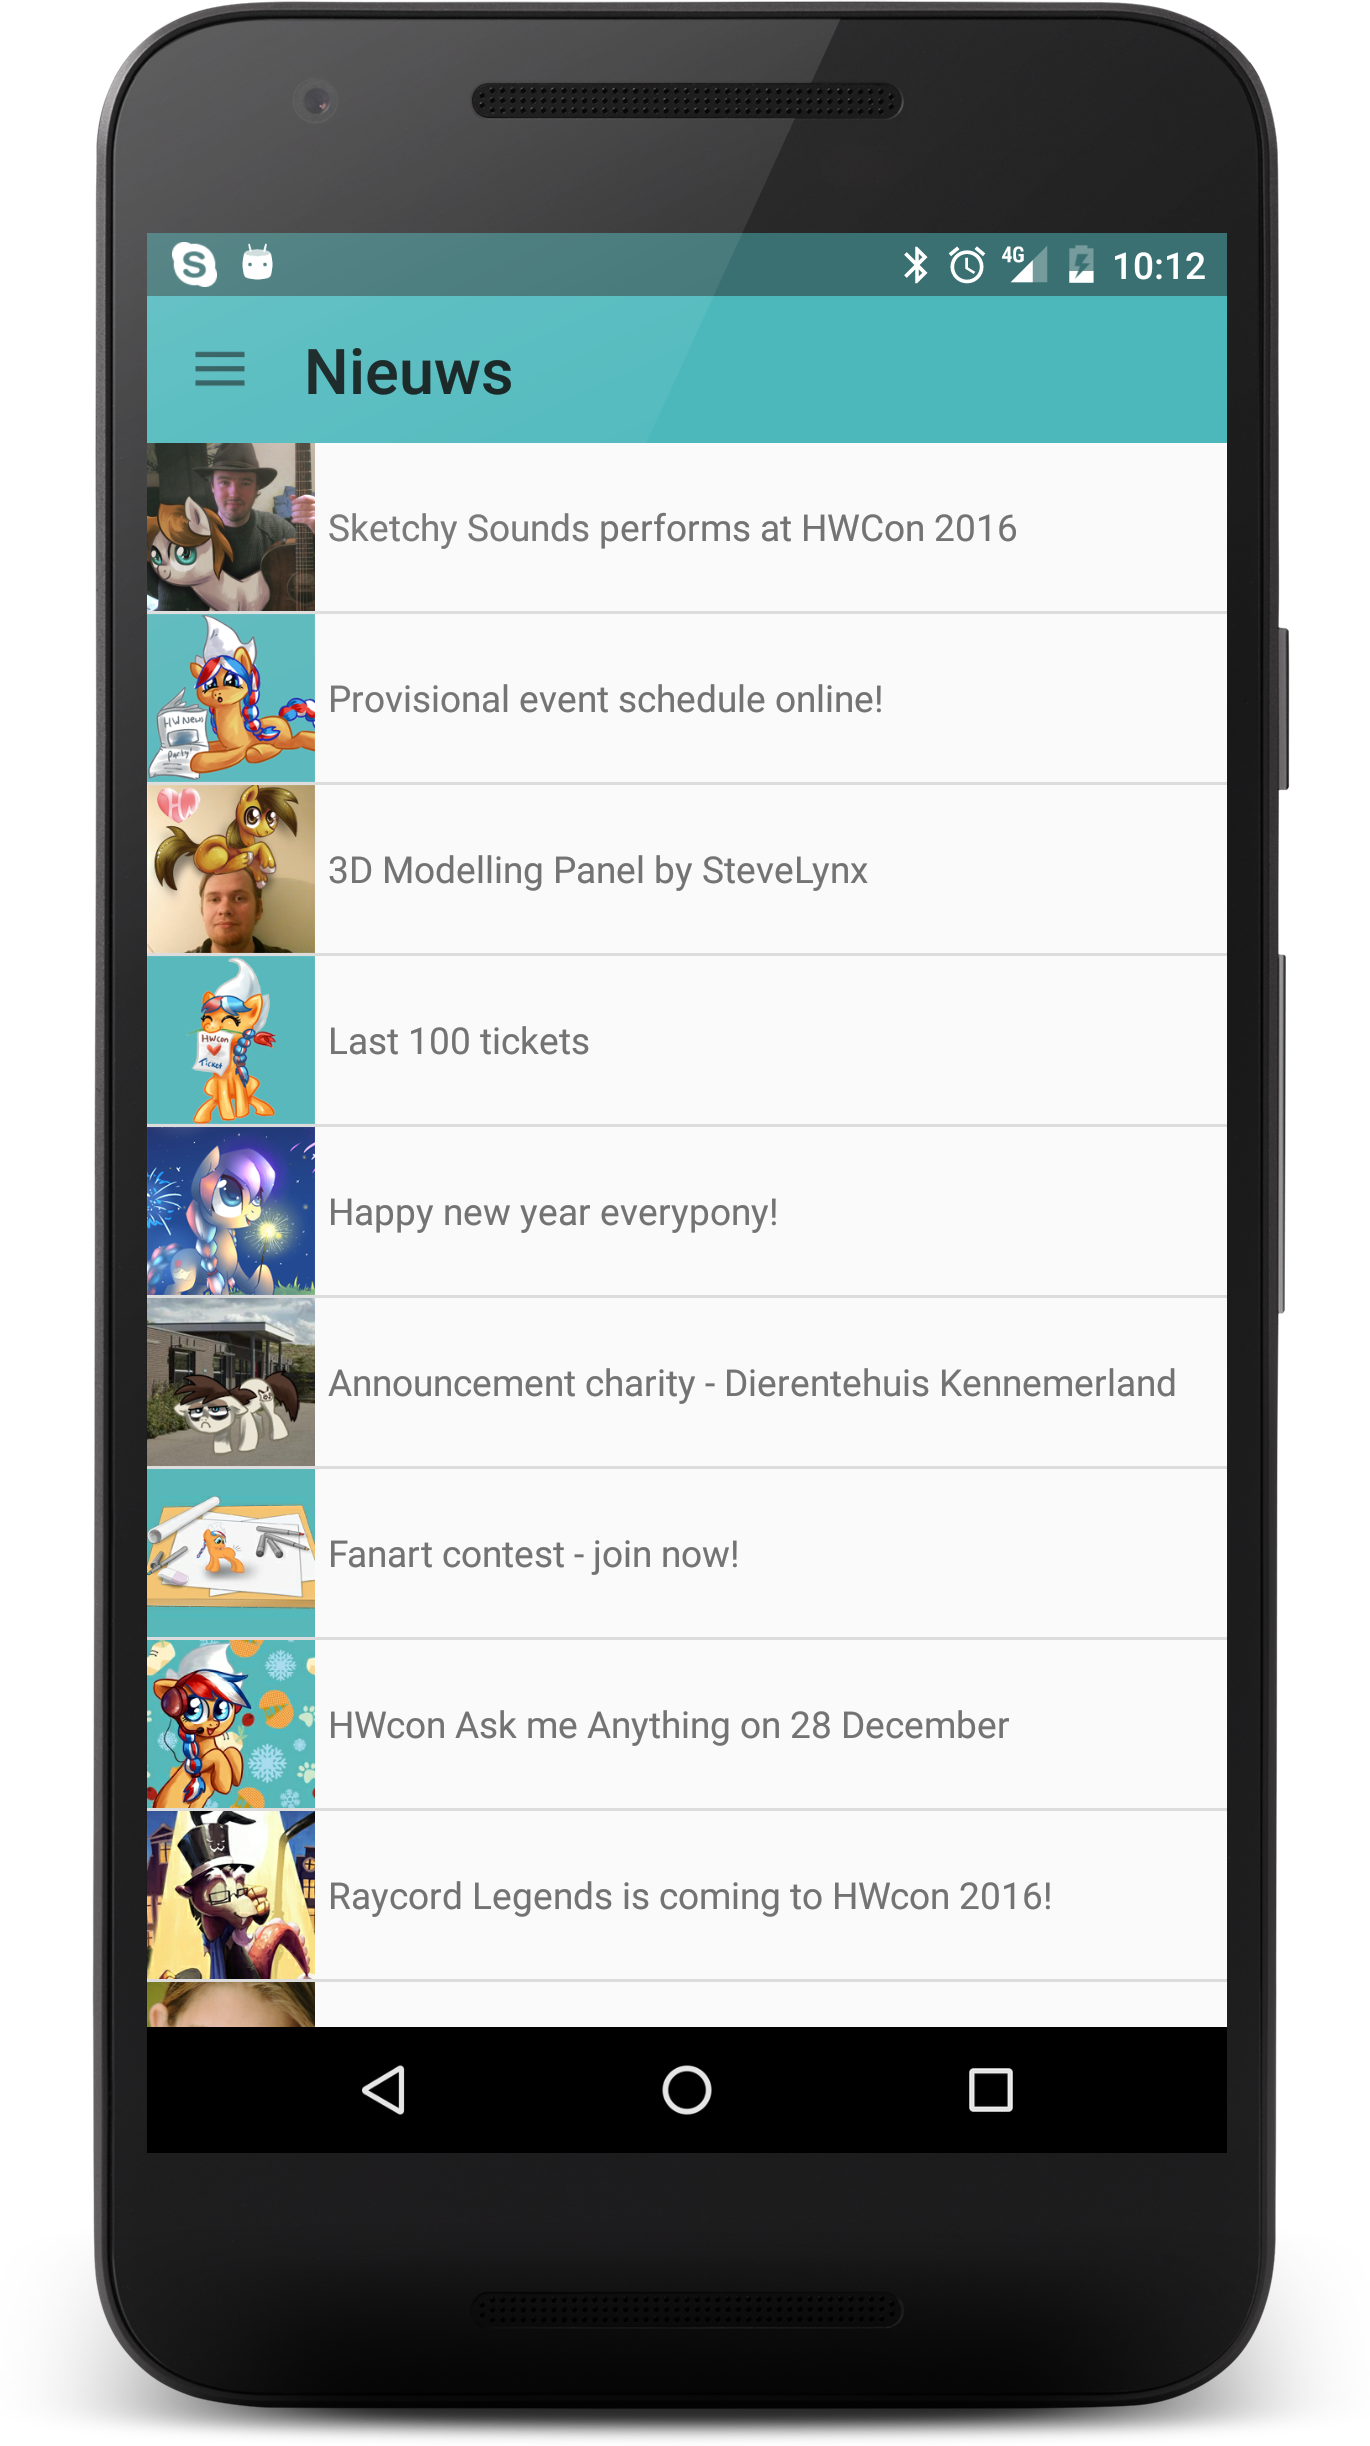 4G 10:12
Nieuws
Sketchy Sounds performs at HWCon 2016
HW News
Party!
Provisional event schedule online!
HW
3D Modelling Panel by SteveLynx
HWcon
Ticket
Last 100 tickets
Happy new year everypony!
Announcement charity - Dierentehuis Kennemerland
Fanart contest - join now!
HWcon Ask me Anything on 28 December
Raycord Legends is coming to HWcon 2016!